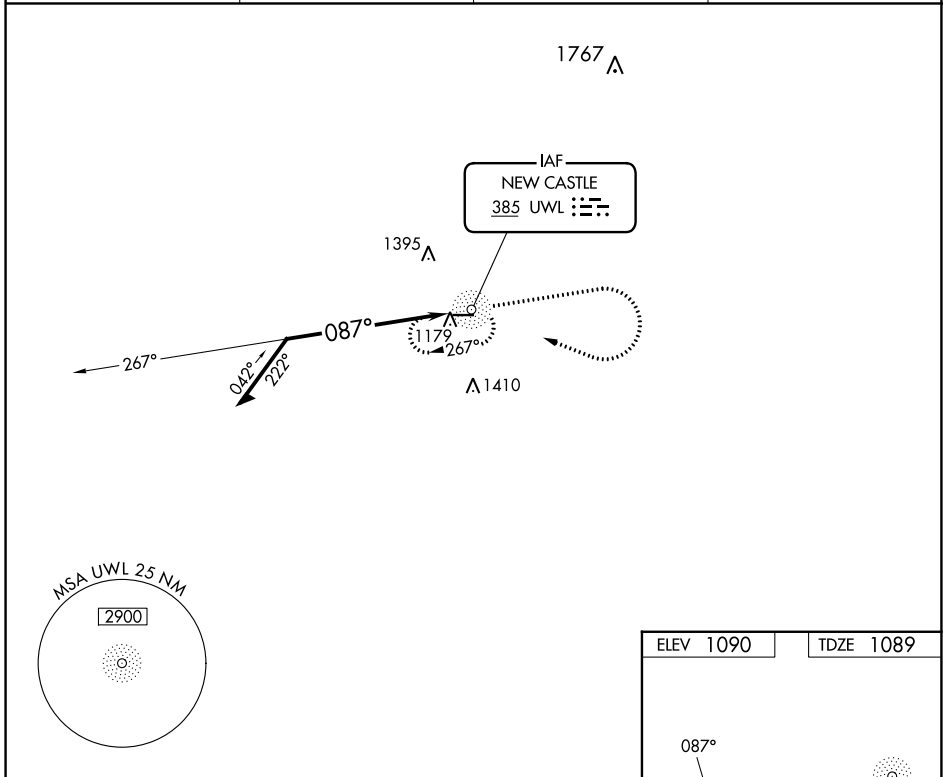 1767
IAF
NEW CASTLE
385 UWL
1395
087°
1179
267°
267°
042°
222°
1410
MSA UWL 25 NM
2900
ELEV 1090
TDZE 1089
087°